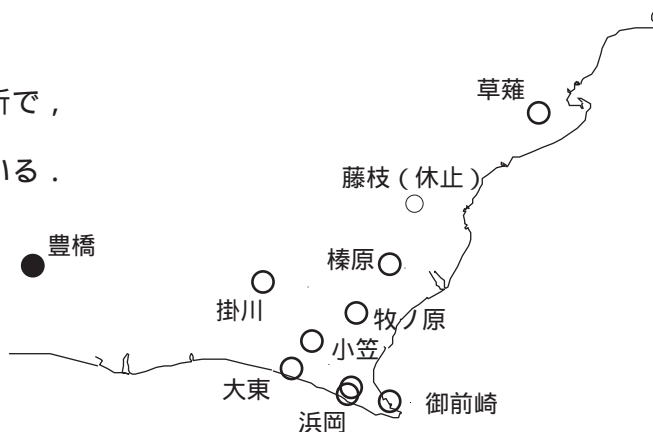 所で，
いる．
草薙
藤枝（休止）
豊橋
榛原
掛川
牧ノ原
小笠
大東
御前崎
浜岡